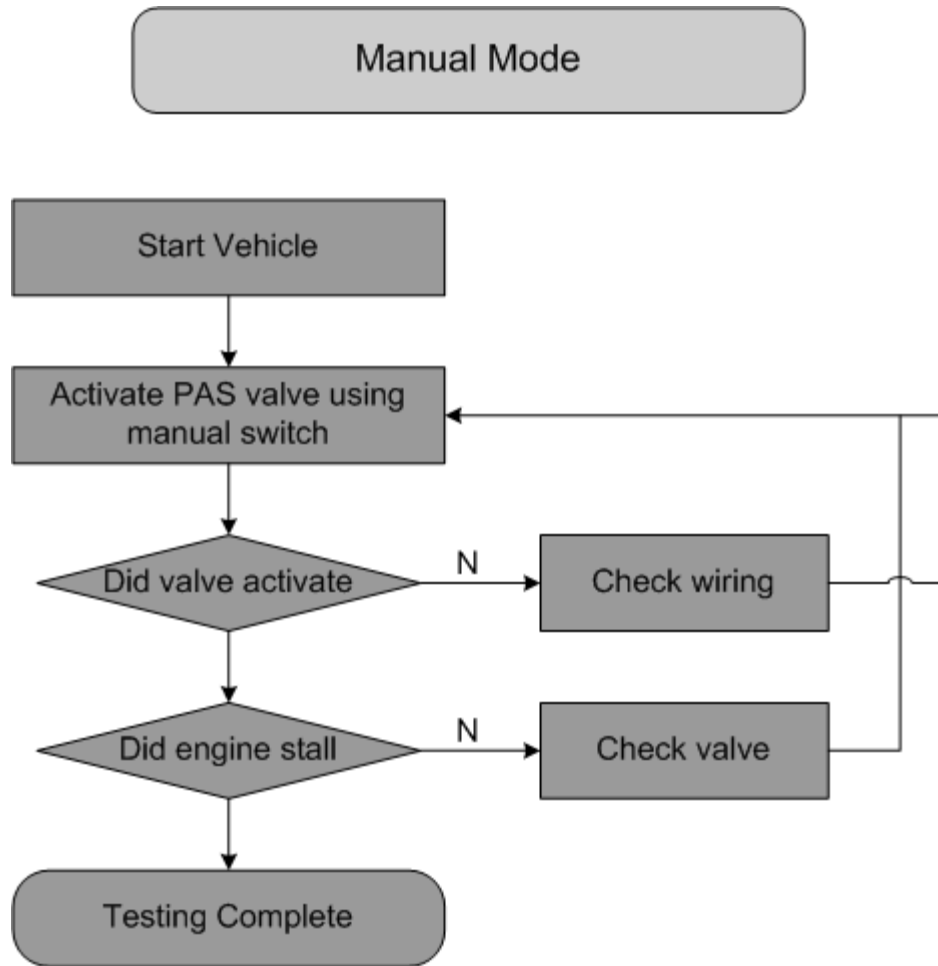 Manual Mode
Start Vehicle
Activate PAS valve using
manual switch
Did valve activate
N
Check wiring
Did engine stall
N
Check valve
Testing Complete